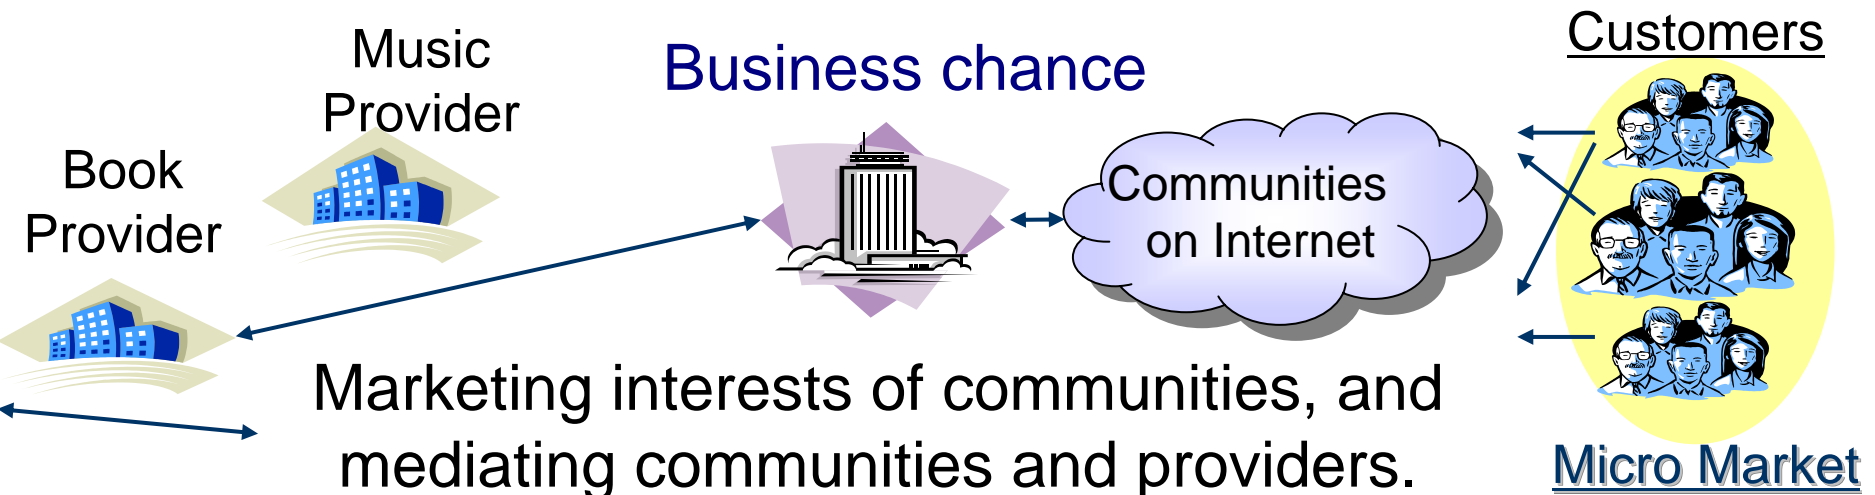 Music
Provider
Business chance
Customers
Book
Provider
Communities
on Internet
Marketing interests of communities, and
mediating communities and providers.
Micro Market